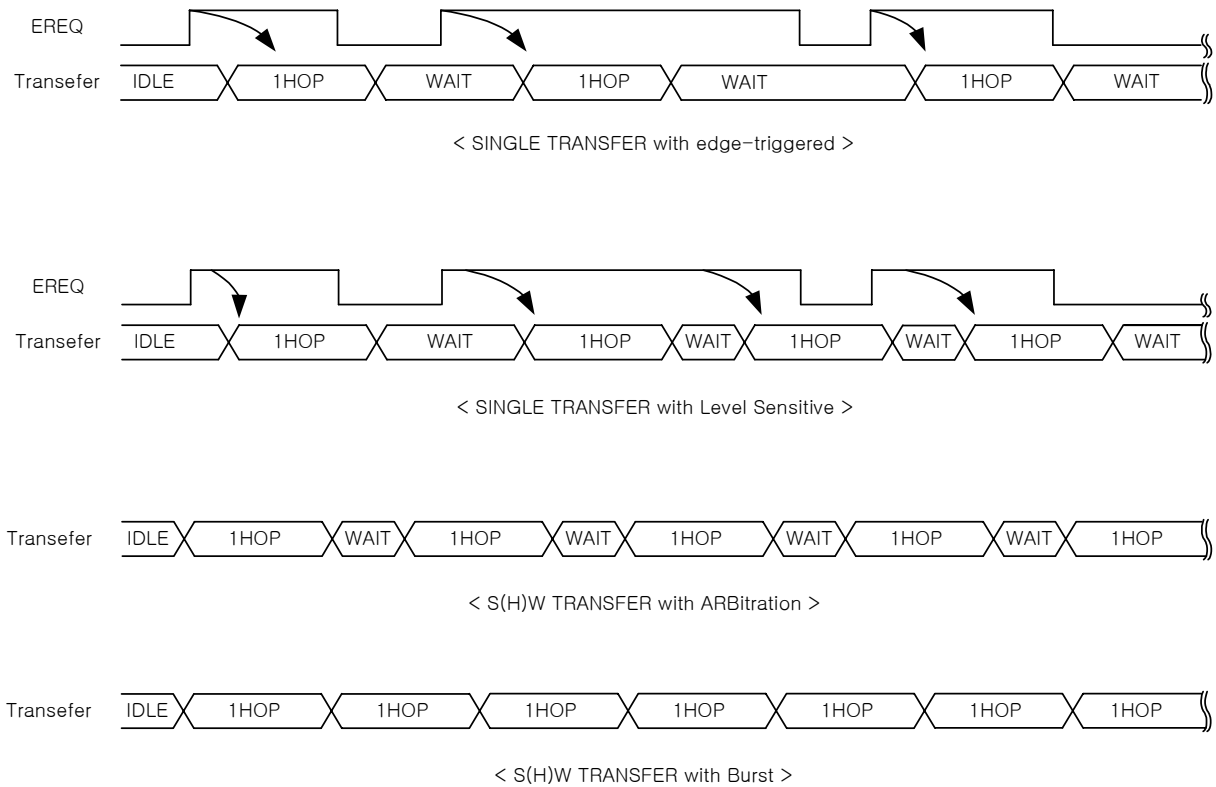 EREQ
Transefer IDLE 1HOP WAIT 1HOP WAIT 1HOP WAIT
< SINGLE TRANSFER with edge-triggered >
EREQ
Transefer IDLE 1HOP WAIT 1HOP WAIT 1HOP WAIT 1HOP WAIT
< SINGLE TRANSFER with Level Sensitive >
Transefer IDLE 1HOP WAIT 1HOP WAIT 1HOP WAIT 1HOP WAIT 1HOP
< S(H)W TRANSFER with ARBitration >
Transefer IDLE 1HOP 1HOP 1HOP 1HOP 1HOP 1HOP 1HOP
< S(H)W TRANSFER with Burst >